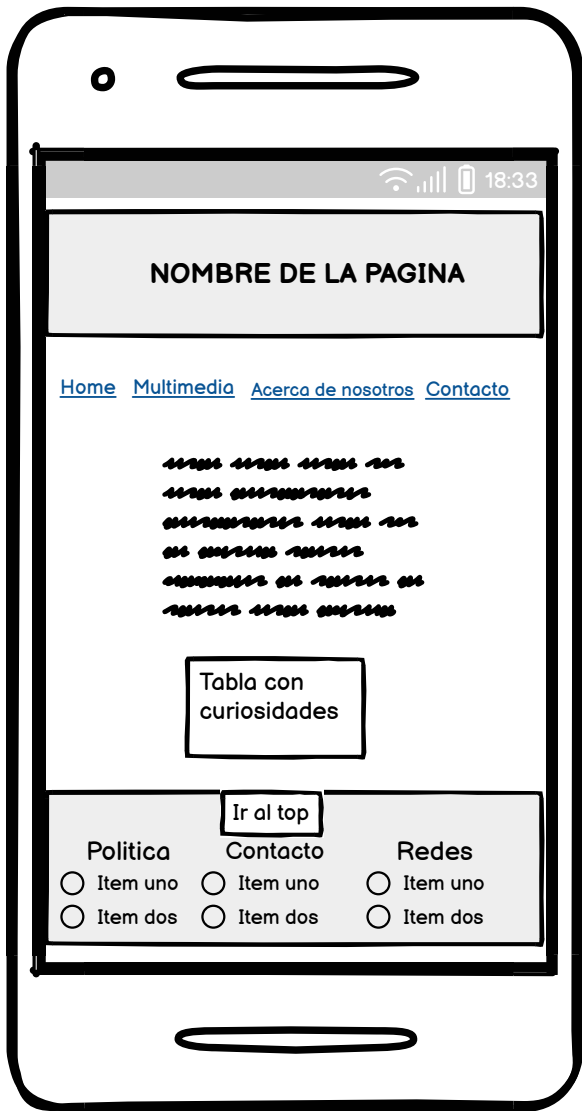 18:33
NOMBRE DE LA PAGINA
Home Multimedia Acerca de nosotros Contacto
Tabla con
curiosidades
Ir al top
Politica Contacto Redes
Item uno Item uno Item uno
Item dos Item dos Item dos